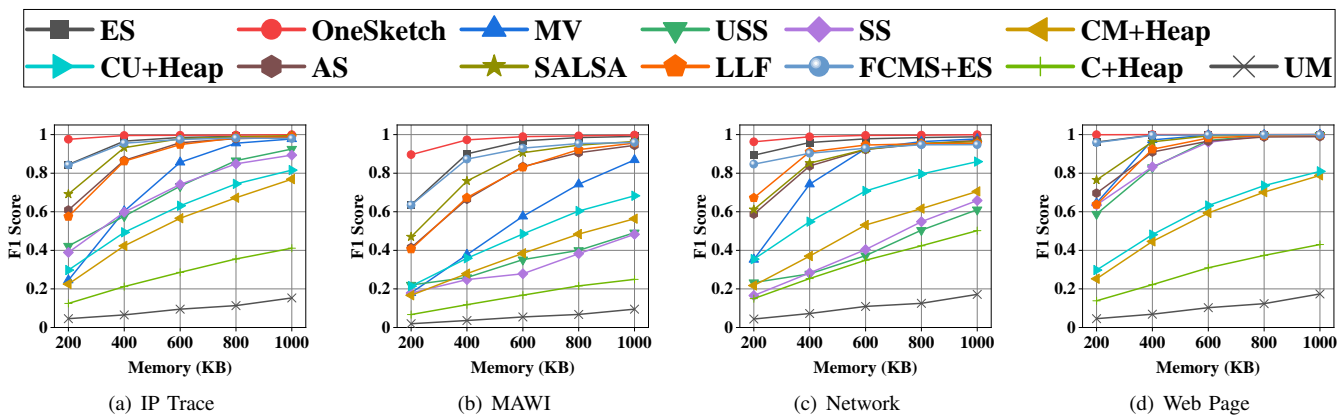 ES OneSketch MV USS SS CM+Heap
CU+Heap AS SALSA LLF FCMS+ES C+Heap UM
F1 Score
1
0.8
0.6
0.4
0.2
0
200 400 600 800 1000
Memory (KB)
(a) IP Trace
F1 Score
1
0.8
0.6
0.4
0.2
0
200 400 600 800 1000
Memory (KB)
(b) MAWI
F1 Score
1
0.8
0.6
0.4
0.2
0
200 400 600 800 1000
Memory (KB)
(c) Network
F1 Score
1
0.8
0.6
0.4
0.2
0
200 400 600 800 1000
Memory (KB)
(d) Web Page